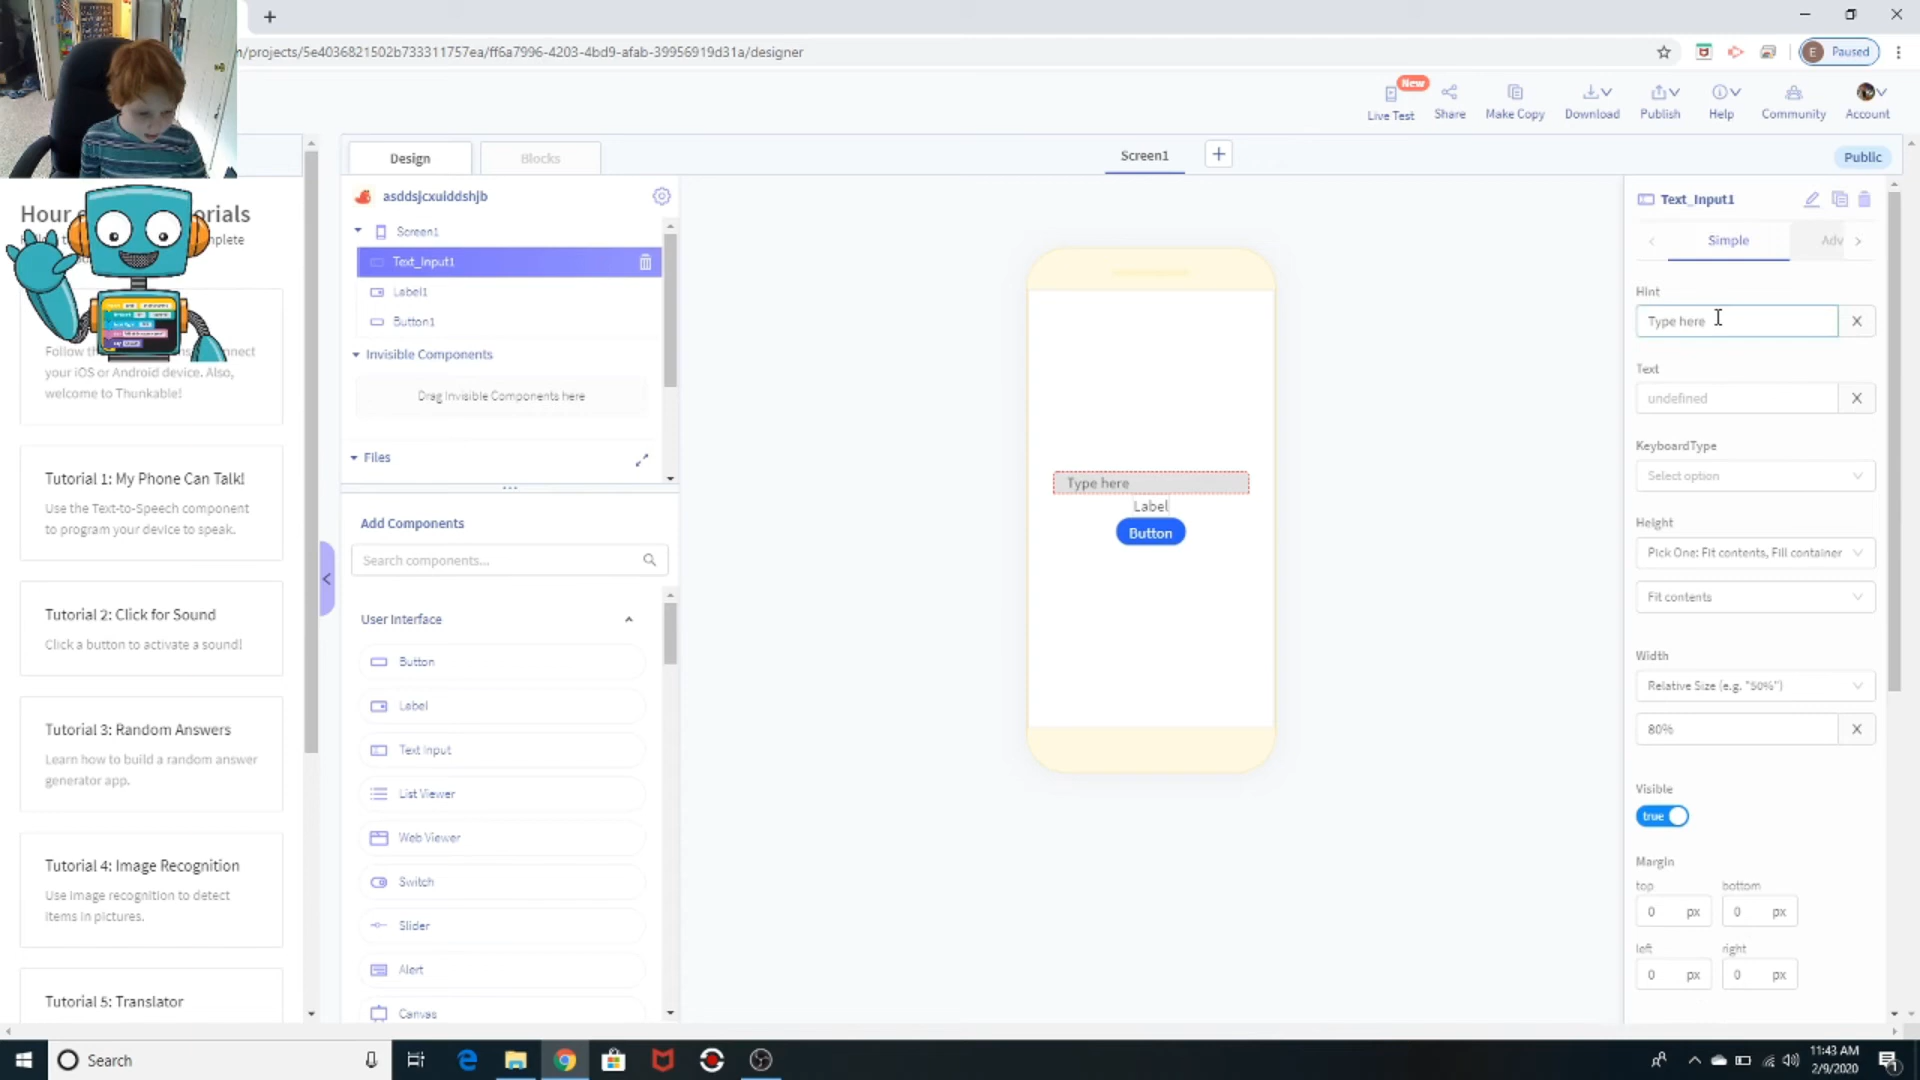 m/projects/5e4036821502b733311757ea/ff6a7996-4203-4bd9-afab-39956919d31a/designer
Paused
New
Live Test
Share
Make Copy
Download
Publish
Help
Community
Account
Design
Blocks
Screen1
Public
asddsjcxuiddshjb
Screen1
Text_Input1
Label1
Button1
Invisible Components
Drag Invisible Components here
Files
Add Components
Search components...
User Interface
Button
Label
Text Input
List Viewer
Web Viewer
Switch
Slider
Alert
Canvas
Hour
your iOS or Android device. Also,
welcome to Thunkable!
Tutorial 1: My Phone Can Talk!
Use the Text-to-Speech component
to program your device to speak.
Tutorial 2: Click for Sound
Click a button to activate a sound!
Tutorial 3: Random Answers
Learn how to build a random answer
generator app.
Tutorial 4: Image Recognition
Use image recognition to detect
items in pictures.
Tutorial 5: Translator
Type here
Label
Button
Text_Input1
Simple
Adv
Hint
Type here
X
Text
undefined
X
KeyboardType
Select option
Height
Pick One: Fit contents, Fill container
Fit contents
Width
Relative Size (e.g. "50%")
80%
X
Visible
true
Margin
top
bottom
0 px
0 px
left
right
0 px
0 px
Search
11:43 AM
2/9/2020